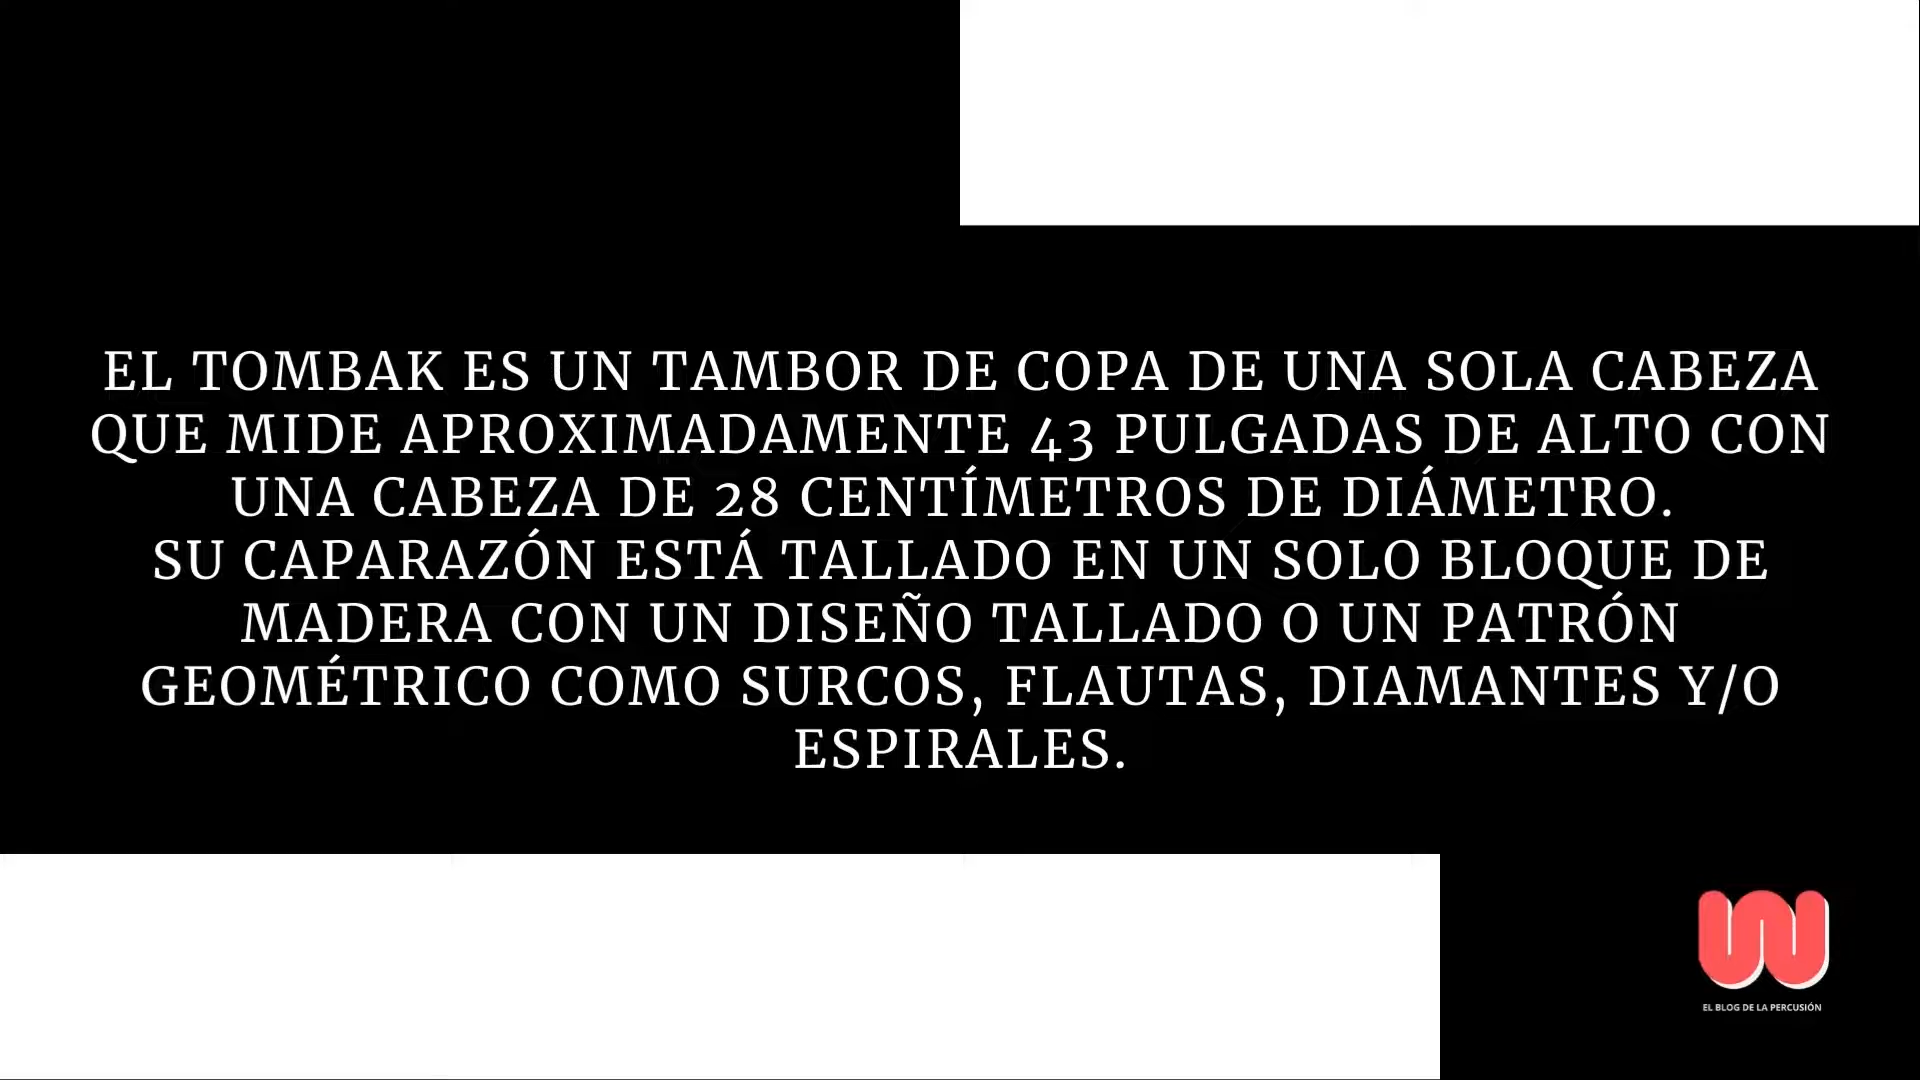 EL TOMBAK ES UN TAMBOR DE COPA DE UNA SOLA CABEZA
QUE MIDE APROXIMADAMENTE 43 PULGADAS DE ALTO CON
UNA CABEZA DE 28 CENTÍMETROS DE DIÁMETRO.
SU CAPARAZÓN ESTÁ TALLADO EN UN SOLO BLOQUE DE
MADERA CON UN DISEÑO TALLADO O UN PATRÓN
GEOMÉTRICO COMO SURCOS, FLAUTAS, DIAMANTES Y/O
ESPIRALES.
EL BLOG DE LA PERCUSIÓN